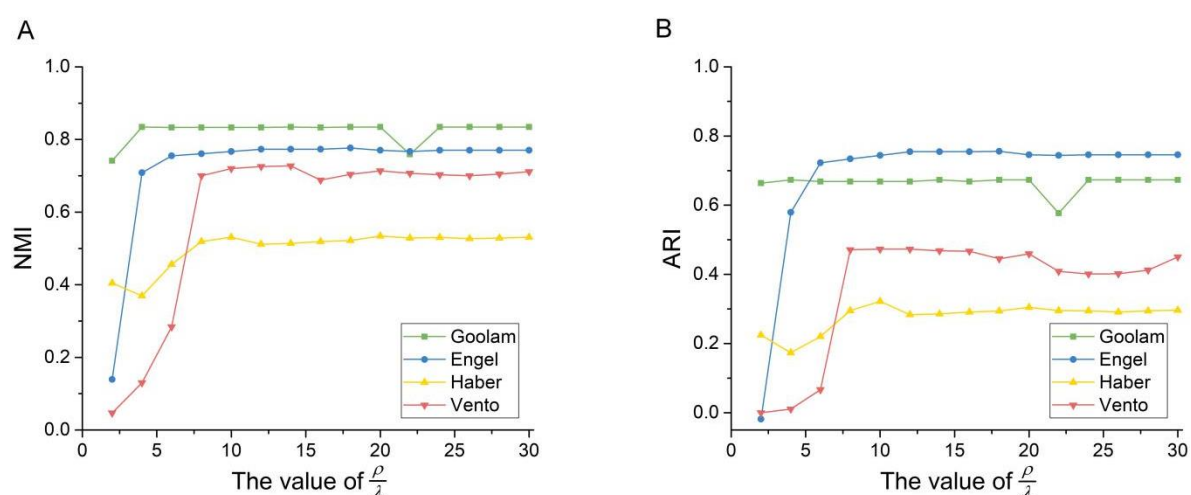 A
1.0
0.8
0.6
0.4
0.2
0.0
NMI
0 5 10 15 20 25 30
The value of ρ/λ
Goolam
Engel
Haber
Vento
B
1.0
0.8
0.6
0.4
0.2
0.0
ARI
0 5 10 15 20 25 30
The value of ρ/λ
Goolam
Engel
Haber
Vento